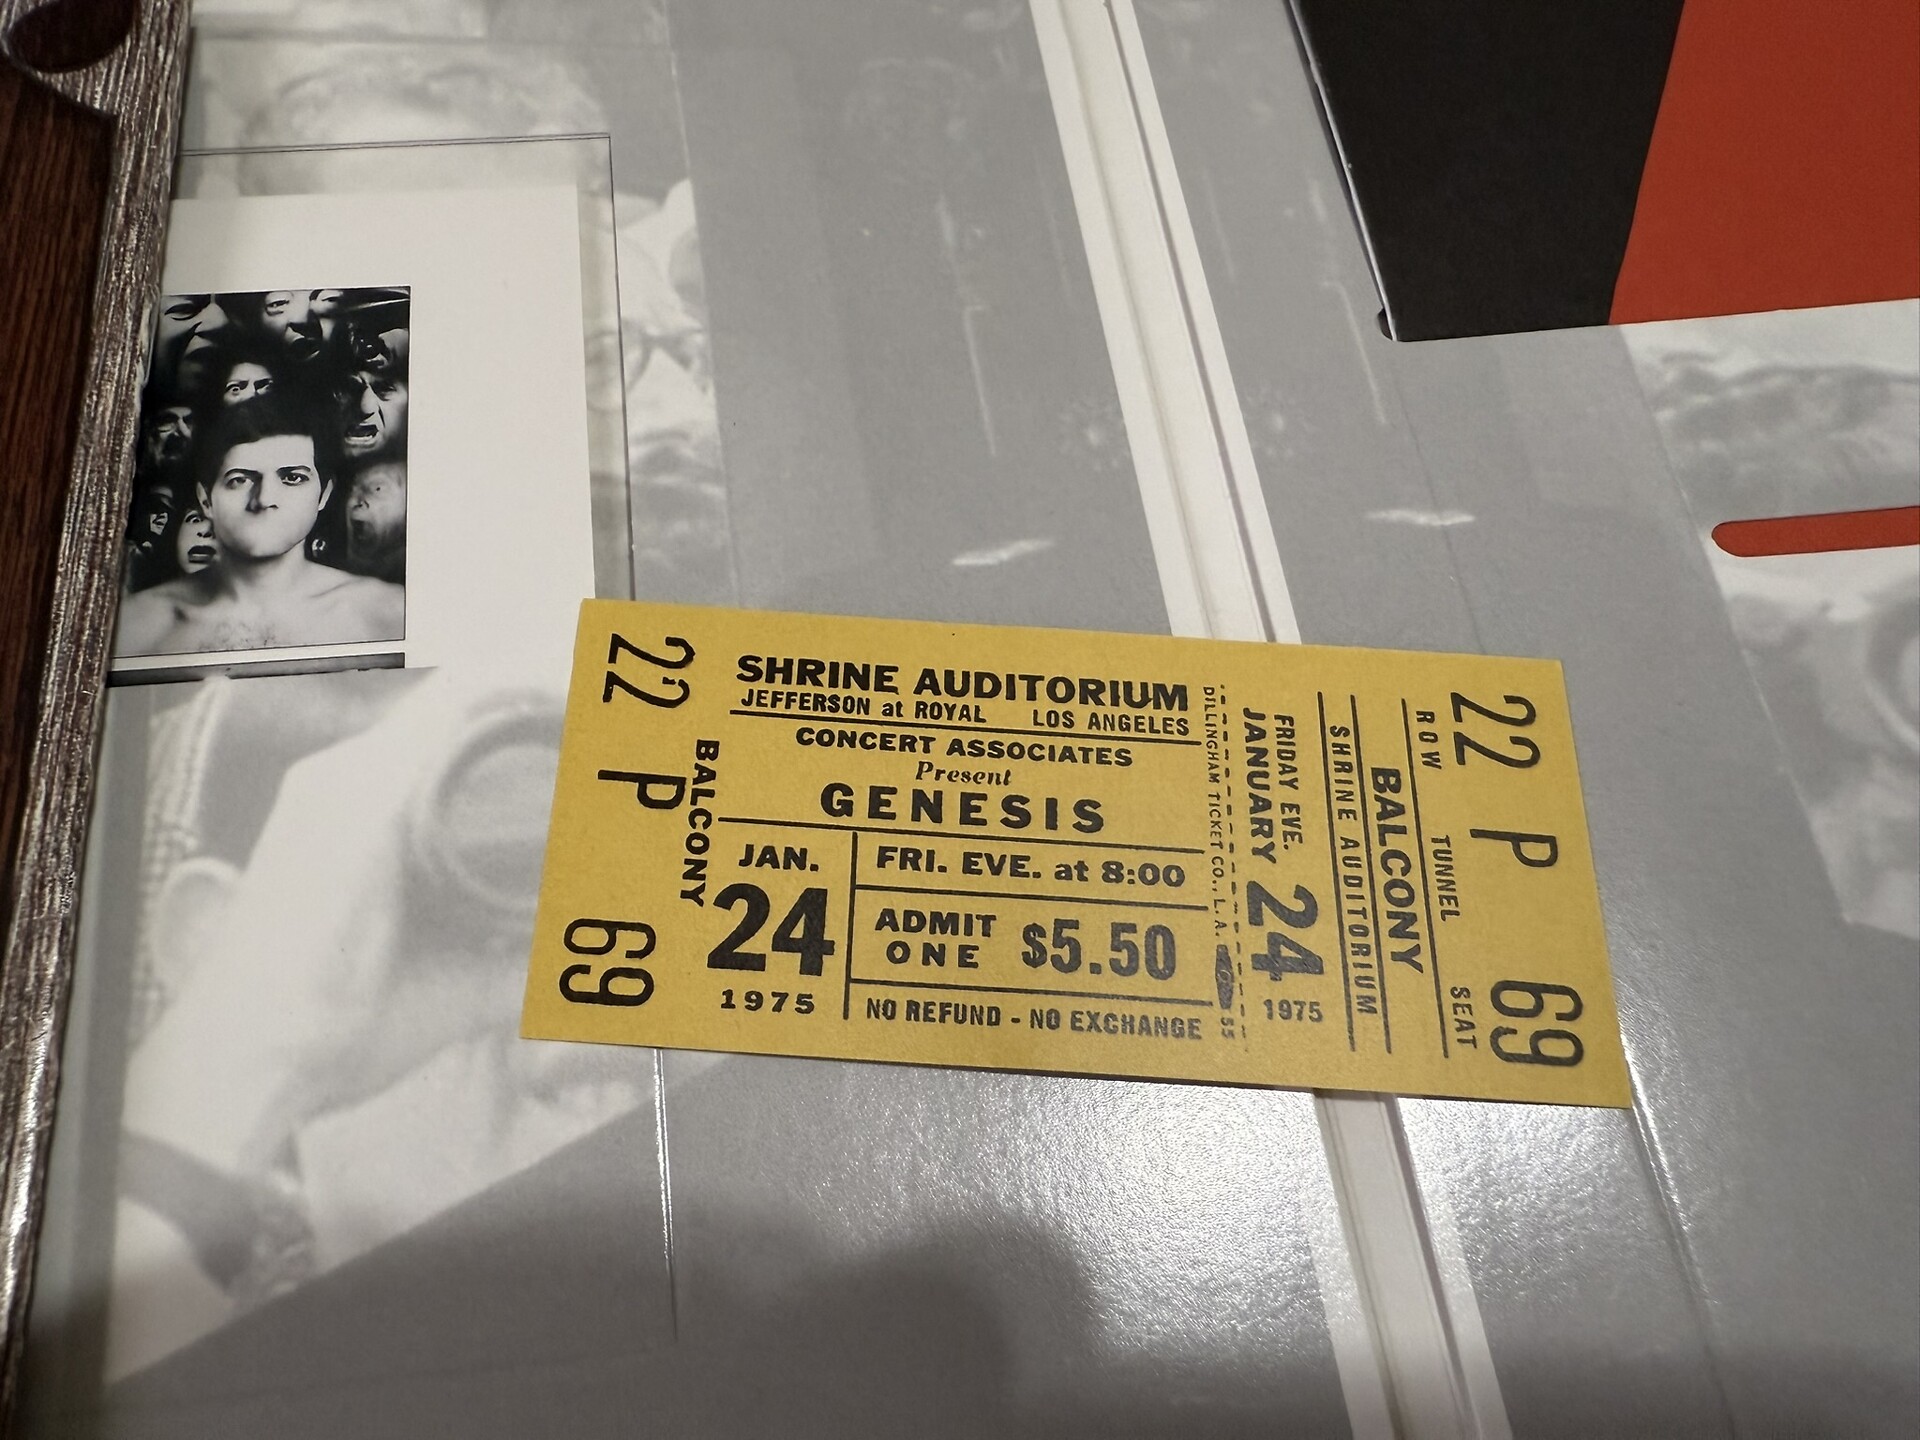 22 P 69
BALCONY
SHRINE AUDITORIUM
JEFFERSON at ROYAL LOS ANGELES
CONCERT ASSOCIATES
Present
GENESIS
JAN.
24
1975
FRI. EVE. at 8:00
ADMIT
ONE
$5.50
NO REFUND - NO EXCHANGE
DILLINGHAM TICKET CO., L. A. 55
FRIDAY EVE.
JANUARY 24 1975
SHRINE AUDITORIUM
BALCONY
ROW TUNNEL SEAT
22 P 69